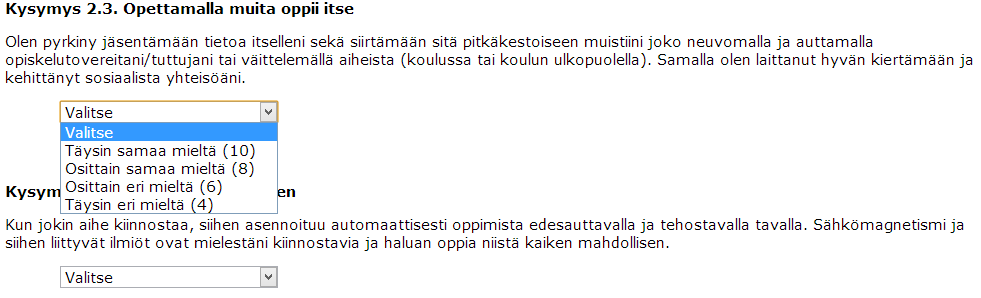 Kysymys 2.3. Opettamalla muita oppii itse
Olen pyrkiny jäsentämään tietoa itselleni sekä siirtämään sitä pitkäkestoiseen muistiini joko neuvomalla ja auttamalla
opiskelutovereitani/tuttujani tai väittelemällä aiheista (koulussa tai koulun ulkopuolella). Samalla olen laittanut hyvän kiertämään ja
kehittänyt sosiaalista yhteisöäni.
Valitse
Valitse
Täysin samaa mieltä (10)
Osittain samaa mieltä (8)
Osittain eri mieltä (6)
Täysin eri mieltä (4)
Kun jokin aihe kiinnostaa, siihen asennoituu automaattisesti oppimista edesauttavalla ja tehostavalla tavalla. Sähkömagnetismi ja
siihen liittyvät ilmiöt ovat mielestäni kiinnostavia ja haluan oppia niistä kaiken mahdollisen.
Valitse